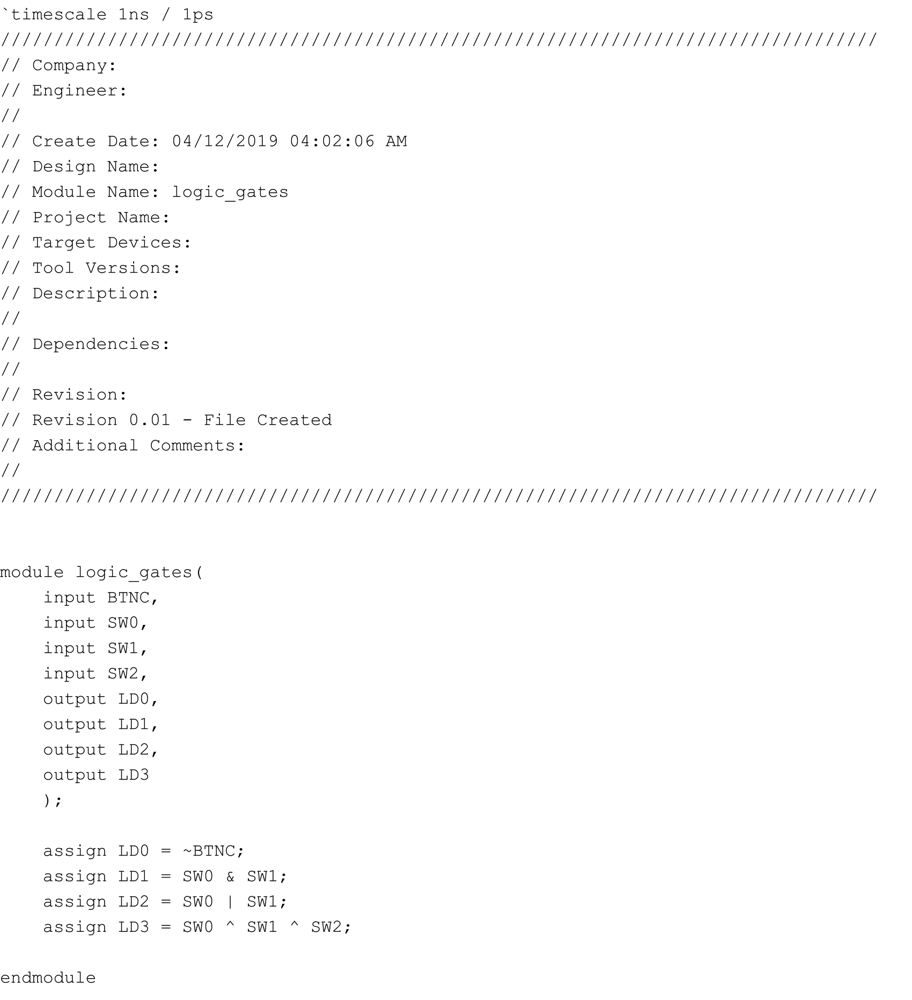 `timescale 1ns / 1ps
//////////////////////////////////////////////////////////////////////////////////
// Company:
// Engineer:
//
// Create Date: 04/12/2019 04:02:06 AM
// Design Name:
// Module Name: logic_gates
// Project Name:
// Target Devices:
// Tool Versions:
// Description:
//
// Dependencies:
//
// Revision:
// Revision 0.01 - File Created
// Additional Comments:
//
//////////////////////////////////////////////////////////////////////////////////
module logic_gates(
    input BTNC,
    input SW0,
    input SW1,
    input SW2,
    output LD0,
    output LD1,
    output LD2,
    output LD3
    );
    assign LD0 = ~BTNC;
    assign LD1 = SW0 & SW1;
    assign LD2 = SW0 | SW1;
    assign LD3 = SW0 ^ SW1 ^ SW2;
endmodule